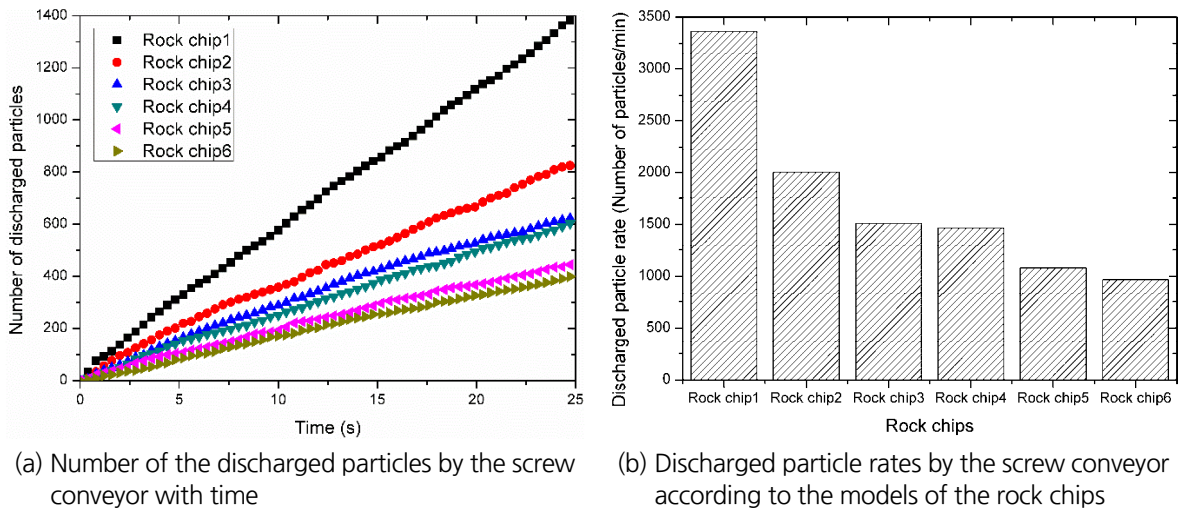 1400
1200
1000
800
600
400
200
0
Number of discharged particles
Rock chip1
Rock chip2
Rock chip3
Rock chip4
Rock chip5
Rock chip6
0 5 10 15 20 25
Time (s)
(a) Number of the discharged particles by the screw
conveyor with time
3500
3000
2500
2000
1500
1000
500
0
Discharged particle rate (Number of particles/min)
Rock chip1 Rock chip2 Rock chip3 Rock chip4 Rock chip5 Rock chip6
Rock chips
(b) Discharged particle rates by the screw conveyor
according to the models of the rock chips